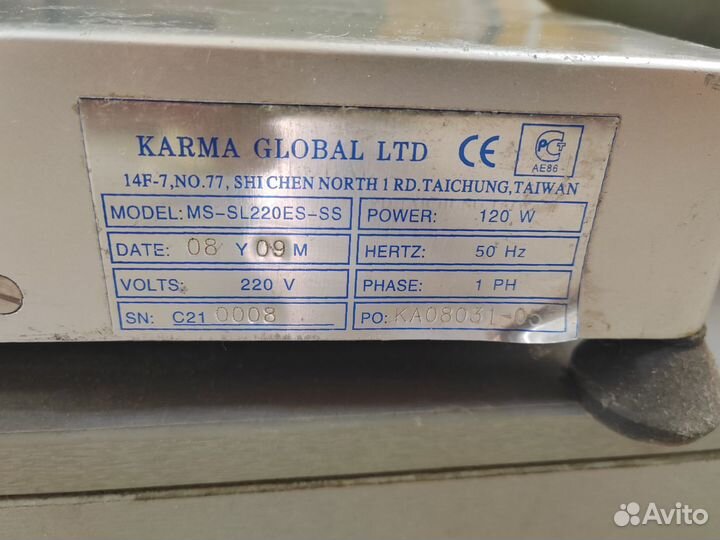 KARMA GLOBAL LTD CE PCT
AE86
14F-7,NO.77, SHI CHEN NORTH 1 RD.TAICHUNG,TAIWAN
MODEL: MS-SL220ES-SS POWER: 120 W
DATE: 08 Y 09 M HERTZ: 50 Hz
VOLTS: 220 V PHASE: 1 PH
SN: C21 0008 PO: KA08031-05
Avito